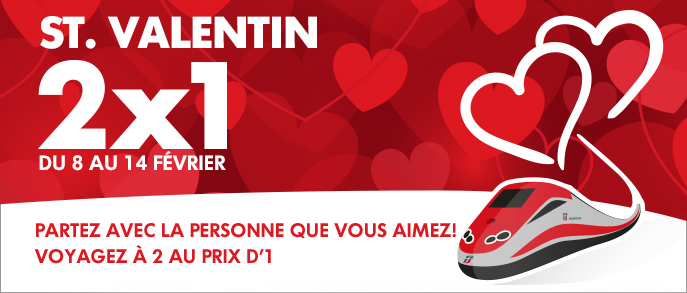 ST. VALENTIN
2x1
DU 8 AU 14 FÉVRIER
PARTEZ AVEC LA PERSONNE QUE VOUS AIMEZ!
VOYAGEZ À 2 AU PRIX D'1